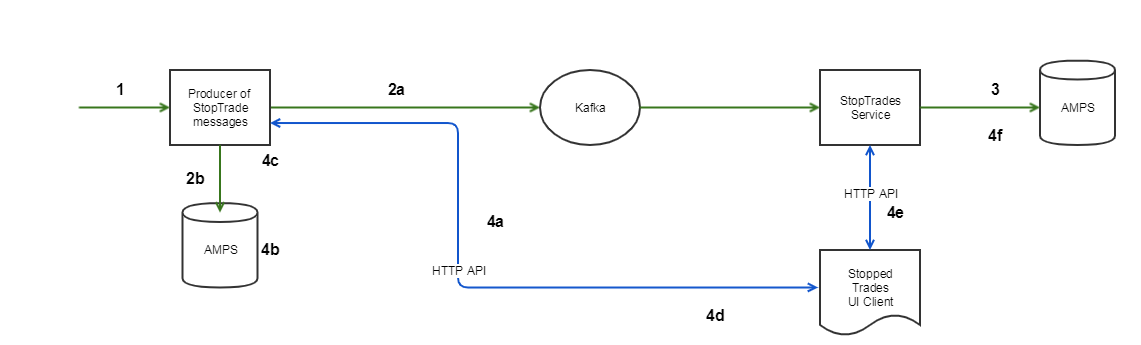 1
Producer of
StopTrade
messages
2a
Kafka
StopTrades
Service
3
AMPS
4f
4c
2b
AMPS
4b
4a
HTTP API
HTTP API
4e
4d
Stopped
Trades
UI Client